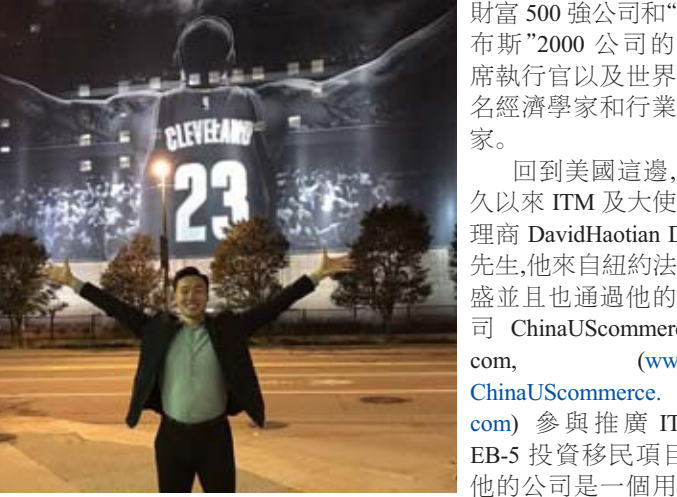 CLEVELAND
23
財富 500 強公司和“
布斯”2000 公司的
席執行官以及世界
名經濟學家和行業
家。
回到美國這邊,
久以來 ITM 及大使
理商 DavidHaotian D
先生,他來自紐約法
盛並且也通過他的
司 ChinaUScommerc
com, (www
ChinaUScommerce.
com) 參與推廣 IT
EB-5 投資移民項目
他的公司是一個用